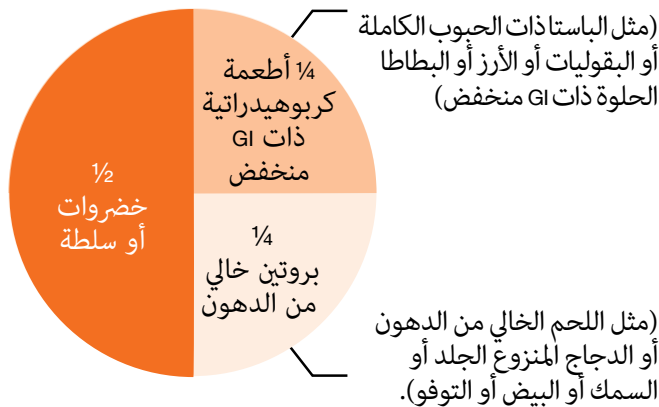 (مثل الباستا ذات الحبوب الكاملة
أو البقوليات أو الأرز أو البطاطا
الحلوة ذات GI منخفض)
¼ أطعمة
كربوهيدراتية
ذات GI
منخفض
½
خضروات
أو سلطة
¼
بروتين خالي
من الدهون
(مثل اللحم الخالي من الدهون
أو الدجاج المنزوع الجلد أو
السمك أو البيض أو التوفو).